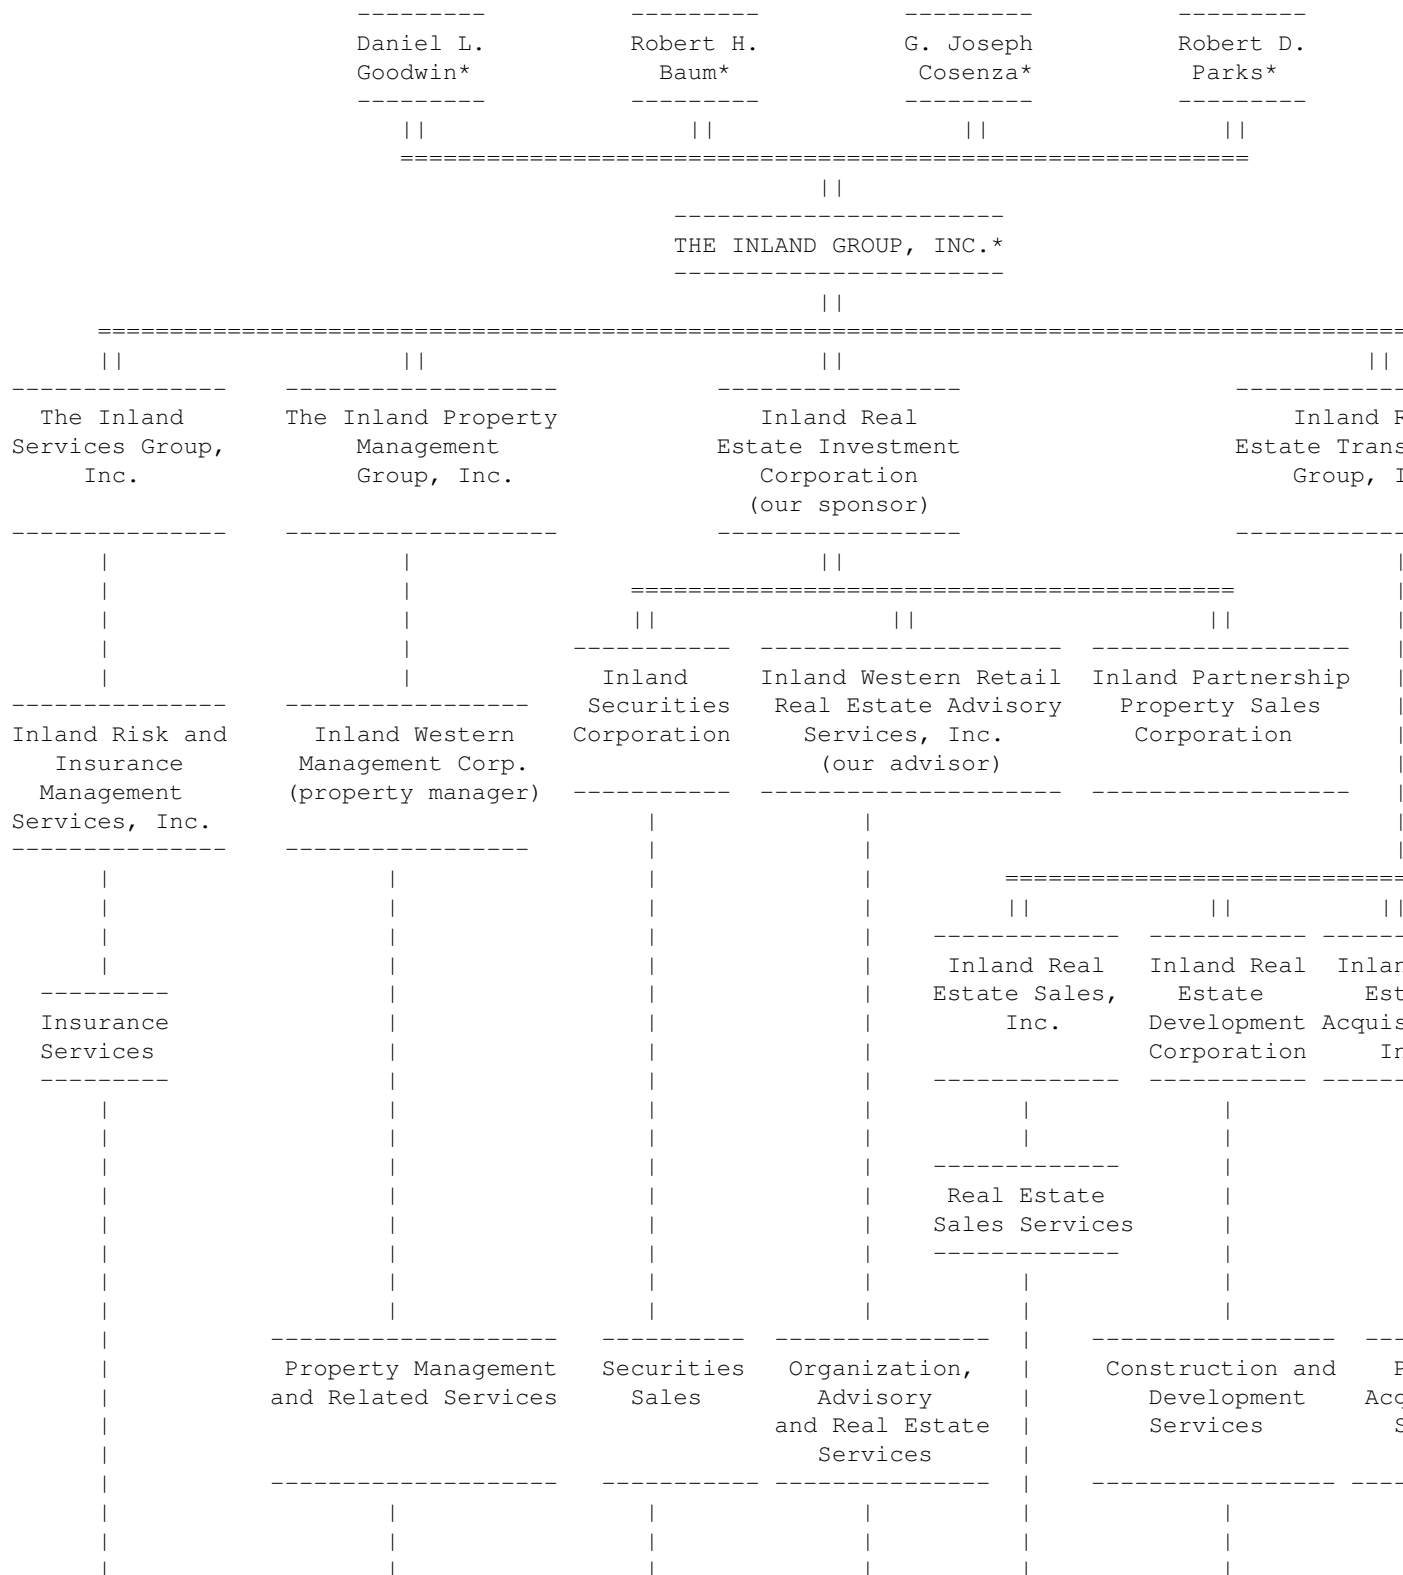 Daniel L. Robert H. G. Joseph Robert D.
Goodwin* Baum* Cosenza* Parks*
THE INLAND GROUP, INC.*
The Inland The Inland Property Inland Real Inland
Services Group, Management Estate Investment Estate
Inc. Group, Inc. Corporation Group,
(our sponsor)
Inland Inland Western Retail Inland Partnership
Securities Real Estate Advisory Property Sales
Inland Risk and Inland Western Corporation Services, Inc. Corporation
Insurance Management Corp. (our advisor)
Management (property manager)
Services, Inc.
Inland Real Inland Real
Estate Sales, Estate
Insurance Inc. Development
Services Corporation
Real Estate
Sales Services
Property Management Securities Organization, Construction and
and Related Services Sales Advisory Development
and Real Estate Services
Services